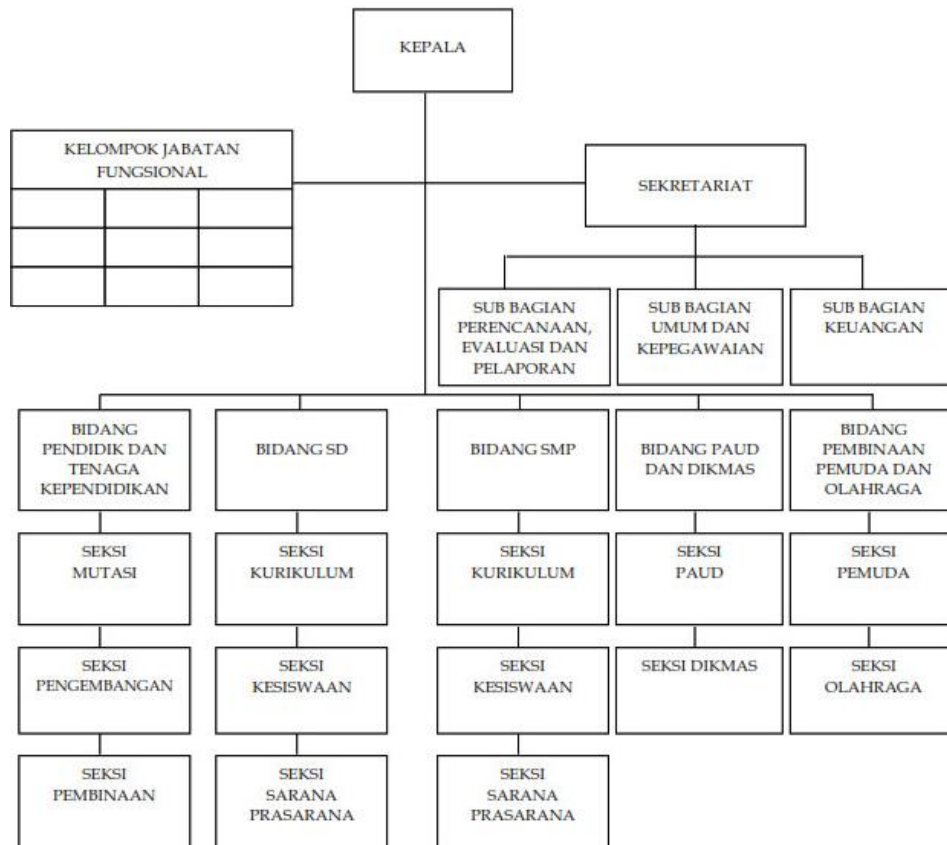 KEPALA
KELOMPOK JABATAN
FUNGSIONAL
SEKRETARIAT
SUB BAGIAN
PERENCANAAN,
EVALUASI DAN
PELAPORAN
SUB BAGIAN
UMUM DAN
KEPEGAWAIAN
SUB BAGIAN
KEUANGAN
BIDANG
PENDIDIK DAN
TENAGA
KEPENDIDIKAN
BIDANG SD
BIDANG SMP
BIDANG PAUD
DAN DIKMAS
BIDANG
PEMBINAAN
PEMUDA DAN
OLAHRAGA
SEKSI
MUTASI
SEKSI
KURIKULUM
SEKSI
KURIKULUM
SEKSI
PAUD
SEKSI
PEMUDA
SEKSI
PENGEMBANGAN
SEKSI
KESISWAAN
SEKSI
KESISWAAN
SEKSI DIKMAS
SEKSI
OLAHRAGA
SEKSI
PEMBINAAN
SEKSI
SARANA
PRASARANA
SEKSI
SARANA
PRASARANA